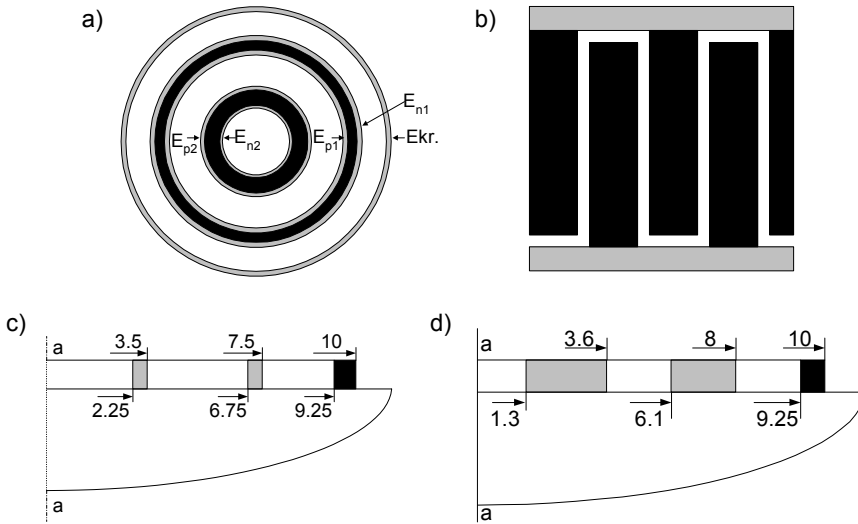 a)
b)
E_n1
E_p2
E_n2
E_p1
Ekr.
c)
d)
a
3.5
7.5
10
2.25
6.75
9.25
a
a
3.6
8
10
1.3
6.1
9.25
a